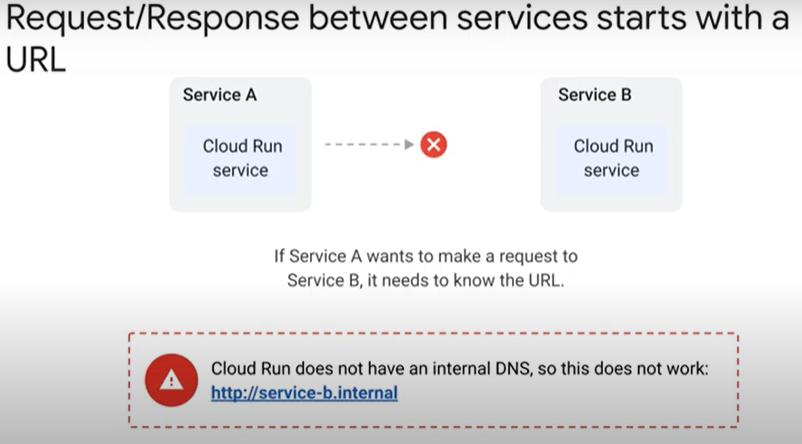 Request/Response between services starts with a
URL
Service A
Cloud Run
service
Service B
Cloud Run
service
If Service A wants to make a request to
Service B, it needs to know the URL.
Cloud Run does not have an internal DNS, so this does not work:
http://service-b.internal